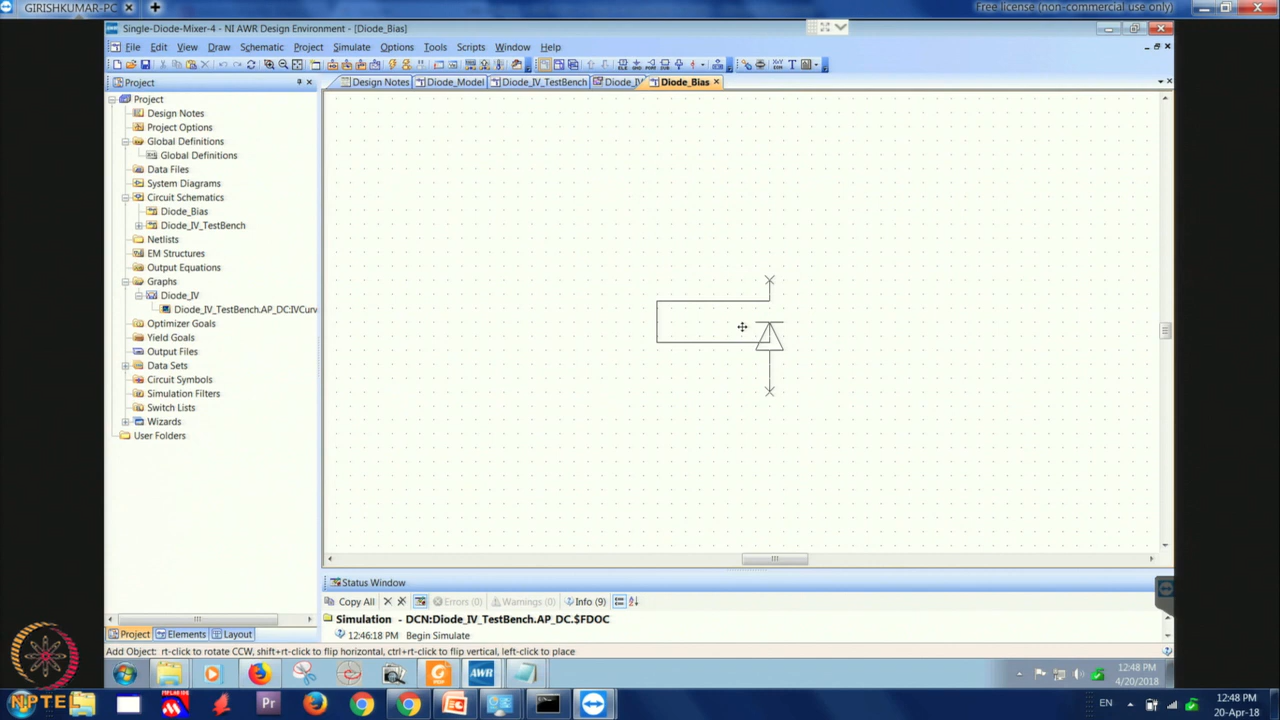 GIRISHKUMAR-PC
Free license (non-commercial use only)
Single-Diode-Mixer-4 - NI AWR Design Environment - [Diode_Bias]
File Edit View Draw Schematic Project Simulate Options Tools Scripts Window Help
Project
Design Notes Diode_Model Diode_IV_TestBench Diode_IV Diode_Bias
Project
Design Notes
Project Options
Global Definitions
Global Definitions
Data Files
System Diagrams
Circuit Schematics
Diode_Bias
Diode_IV_TestBench
Netlists
EM Structures
Output Equations
Graphs
Diode_IV
Diode_IV_TestBench.AP_DC:IVCurv
Optimizer Goals
Yield Goals
Output Files
Data Sets
Circuit Symbols
Simulation Filters
Switch Lists
Wizards
User Folders
Status Window
Copy All Errors (0) Warnings (0) Info (9)
Simulation - DCN:Diode_IV_TestBench.AP_DC.$FDOC
12:46:18 PM Begin Simulate
Project Elements Layout
Add Object: rt-click to rotate CCW, shift+rt-click to flip horizontal, ctrl+rt-click to flip vertical, left-click to place
AWR
12:48 PM
4/20/2018
NPTEL
Pr
EN
12:48 PM
20-Apr-18